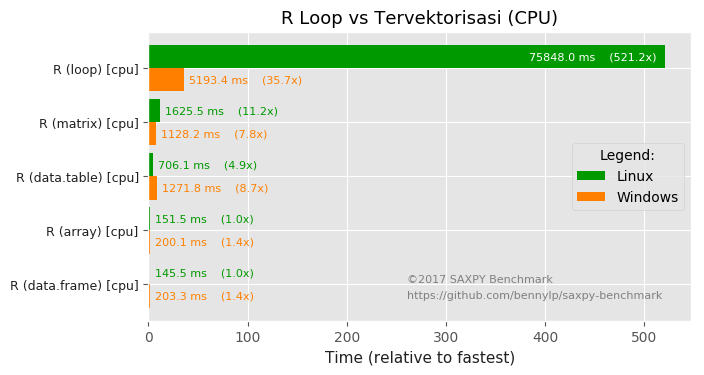 R Loop vs Tervektorisasi (CPU)
R (loop) [cpu]
75848.0 ms (521.2x)
5193.4 ms (35.7x)
R (matrix) [cpu]
1625.5 ms (11.2x)
1128.2 ms (7.8x)
R (data.table) [cpu]
706.1 ms (4.9x)
1271.8 ms (8.7x)
R (array) [cpu]
151.5 ms (1.0x)
200.1 ms (1.4x)
R (data.frame) [cpu]
145.5 ms (1.0x)
203.3 ms (1.4x)
Legend:
Linux
Windows
©2017 SAXPY Benchmark
https://github.com/bennylp/saxpy-benchmark
0 100 200 300 400 500
Time (relative to fastest)